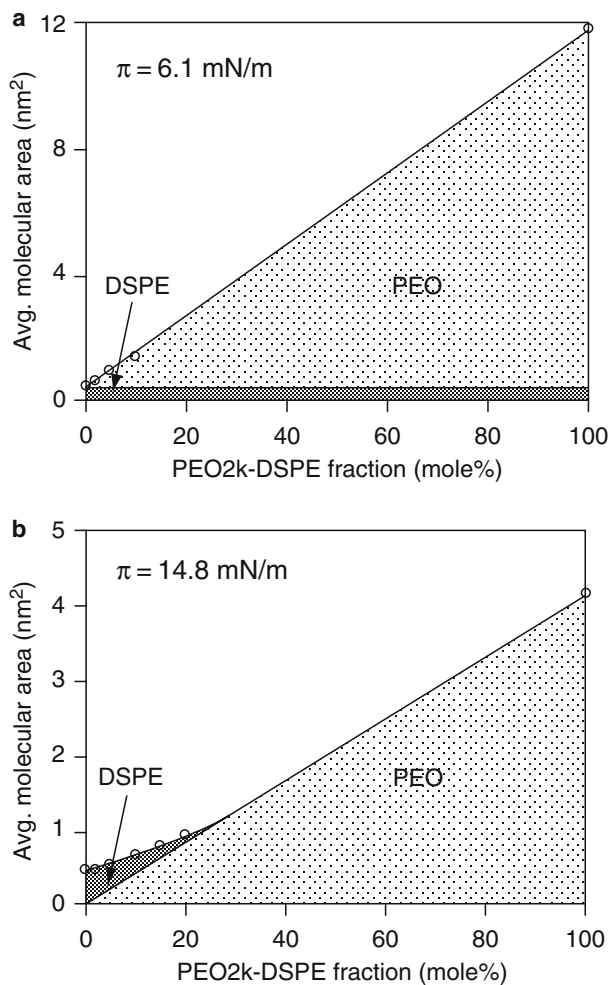 a
π = 6.1 mN/m
Avg. molecular area (nm²)
12
8
4
0
DSPE
PEO
0 20 40 60 80 100
PEO2k-DSPE fraction (mole%)
b
π = 14.8 mN/m
Avg. molecular area (nm²)
5
4
3
2
1
0
DSPE
PEO
0 20 40 60 80 100
PEO2k-DSPE fraction (mole%)